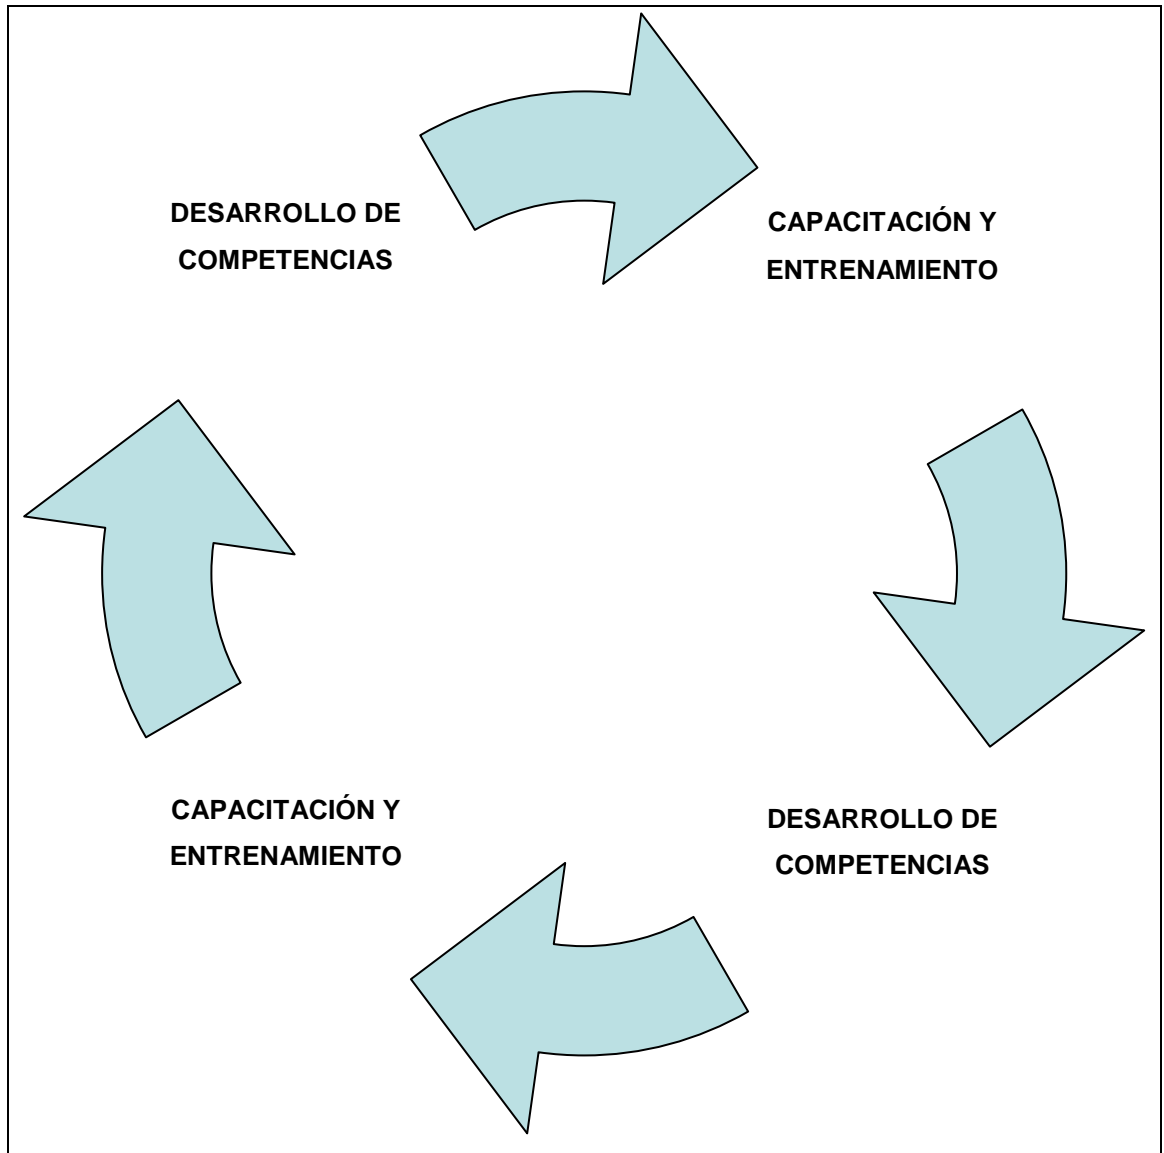 DESARROLLO DE
COMPETENCIAS
CAPACITACIÓN Y
ENTRENAMIENTO
CAPACITACIÓN Y
ENTRENAMIENTO
DESARROLLO DE
COMPETENCIAS